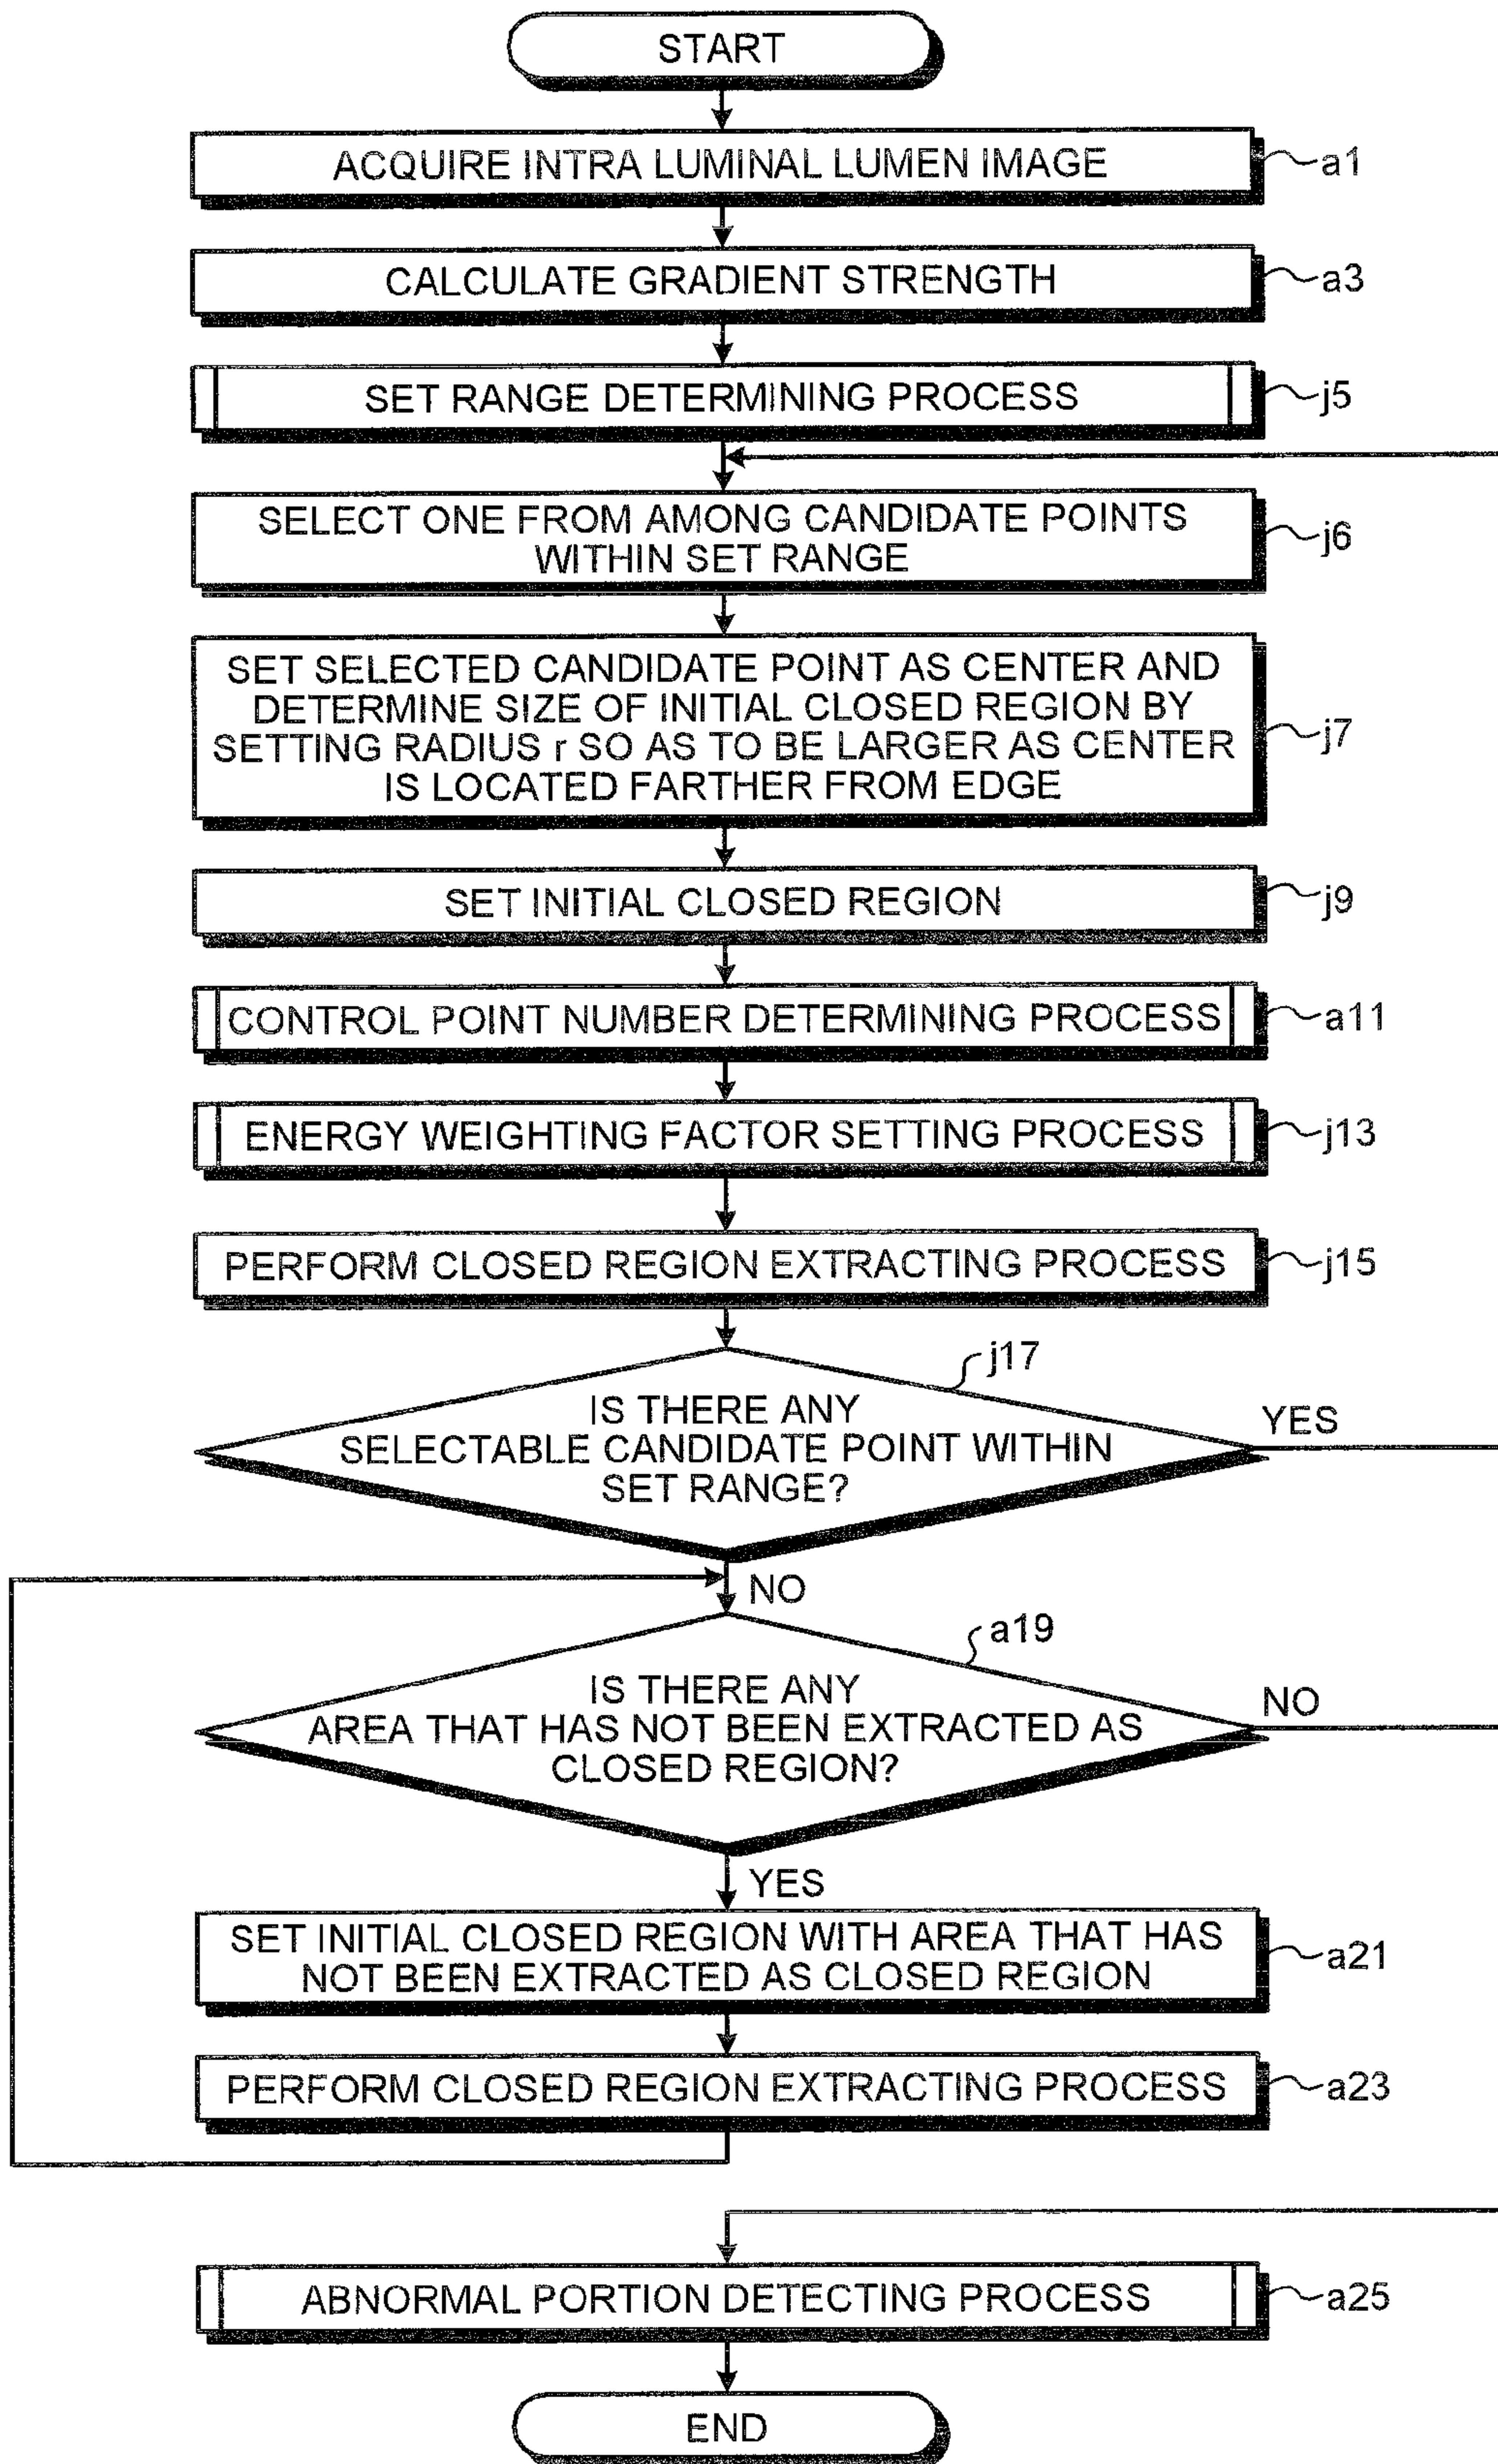 START
ACQUIRE INTRA LUMINAL LUMEN IMAGE
a1
CALCULATE GRADIENT STRENGTH
a3
SET RANGE DETERMINING PROCESS
j5
SELECT ONE FROM AMONG CANDIDATE POINTS
WITHIN SET RANGE
j6
SET SELECTED CANDIDATE POINT AS CENTER AND
DETERMINE SIZE OF INITIAL CLOSED REGION BY
SETTING RADIUS r SO AS TO BE LARGER AS CENTER
IS LOCATED FARTHER FROM EDGE
j7
SET INITIAL CLOSED REGION
j9
CONTROL POINT NUMBER DETERMINING PROCESS
a11
ENERGY WEIGHTING FACTOR SETTING PROCESS
j13
PERFORM CLOSED REGION EXTRACTING PROCESS
j15
j17
IS THERE ANY
SELECTABLE CANDIDATE POINT WITHIN
SET RANGE?
YES
NO
a19
IS THERE ANY
AREA THAT HAS NOT BEEN EXTRACTED AS
CLOSED REGION?
NO
YES
SET INITIAL CLOSED REGION WITH AREA THAT HAS
NOT BEEN EXTRACTED AS CLOSED REGION
a21
PERFORM CLOSED REGION EXTRACTING PROCESS
a23
ABNORMAL PORTION DETECTING PROCESS
a25
END